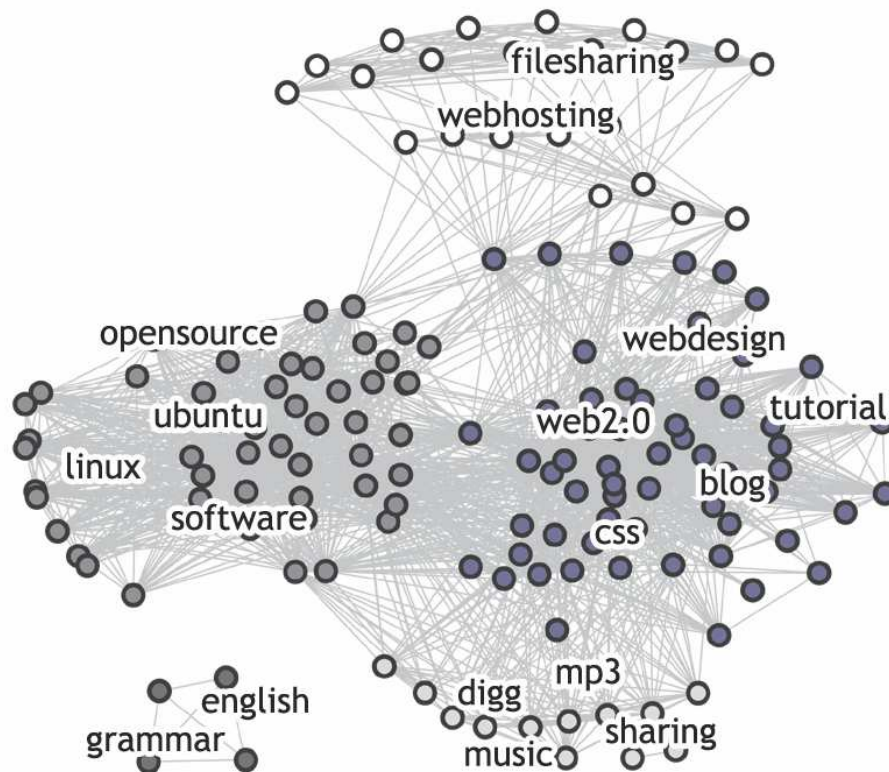 filesharing
webhosting
opensource
webdesign
ubuntu
web2.0
tutorial
linux
blog
software
css
mp3
english
digg
grammar
music
sharing